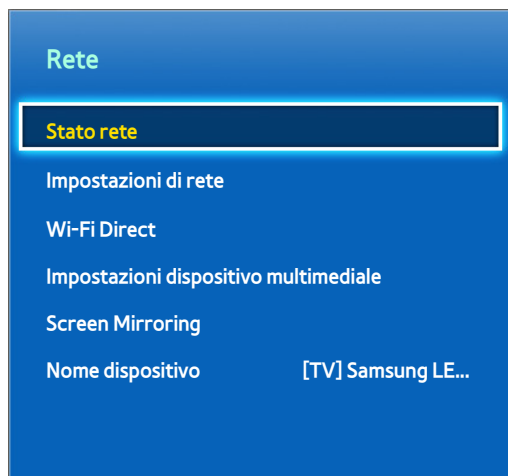 Rete
Stato rete
Impostazioni di rete
Wi-Fi Direct
Impostazioni dispositivo multimediale
Screen Mirroring
Nome dispositivo [TV] Samsung LE...